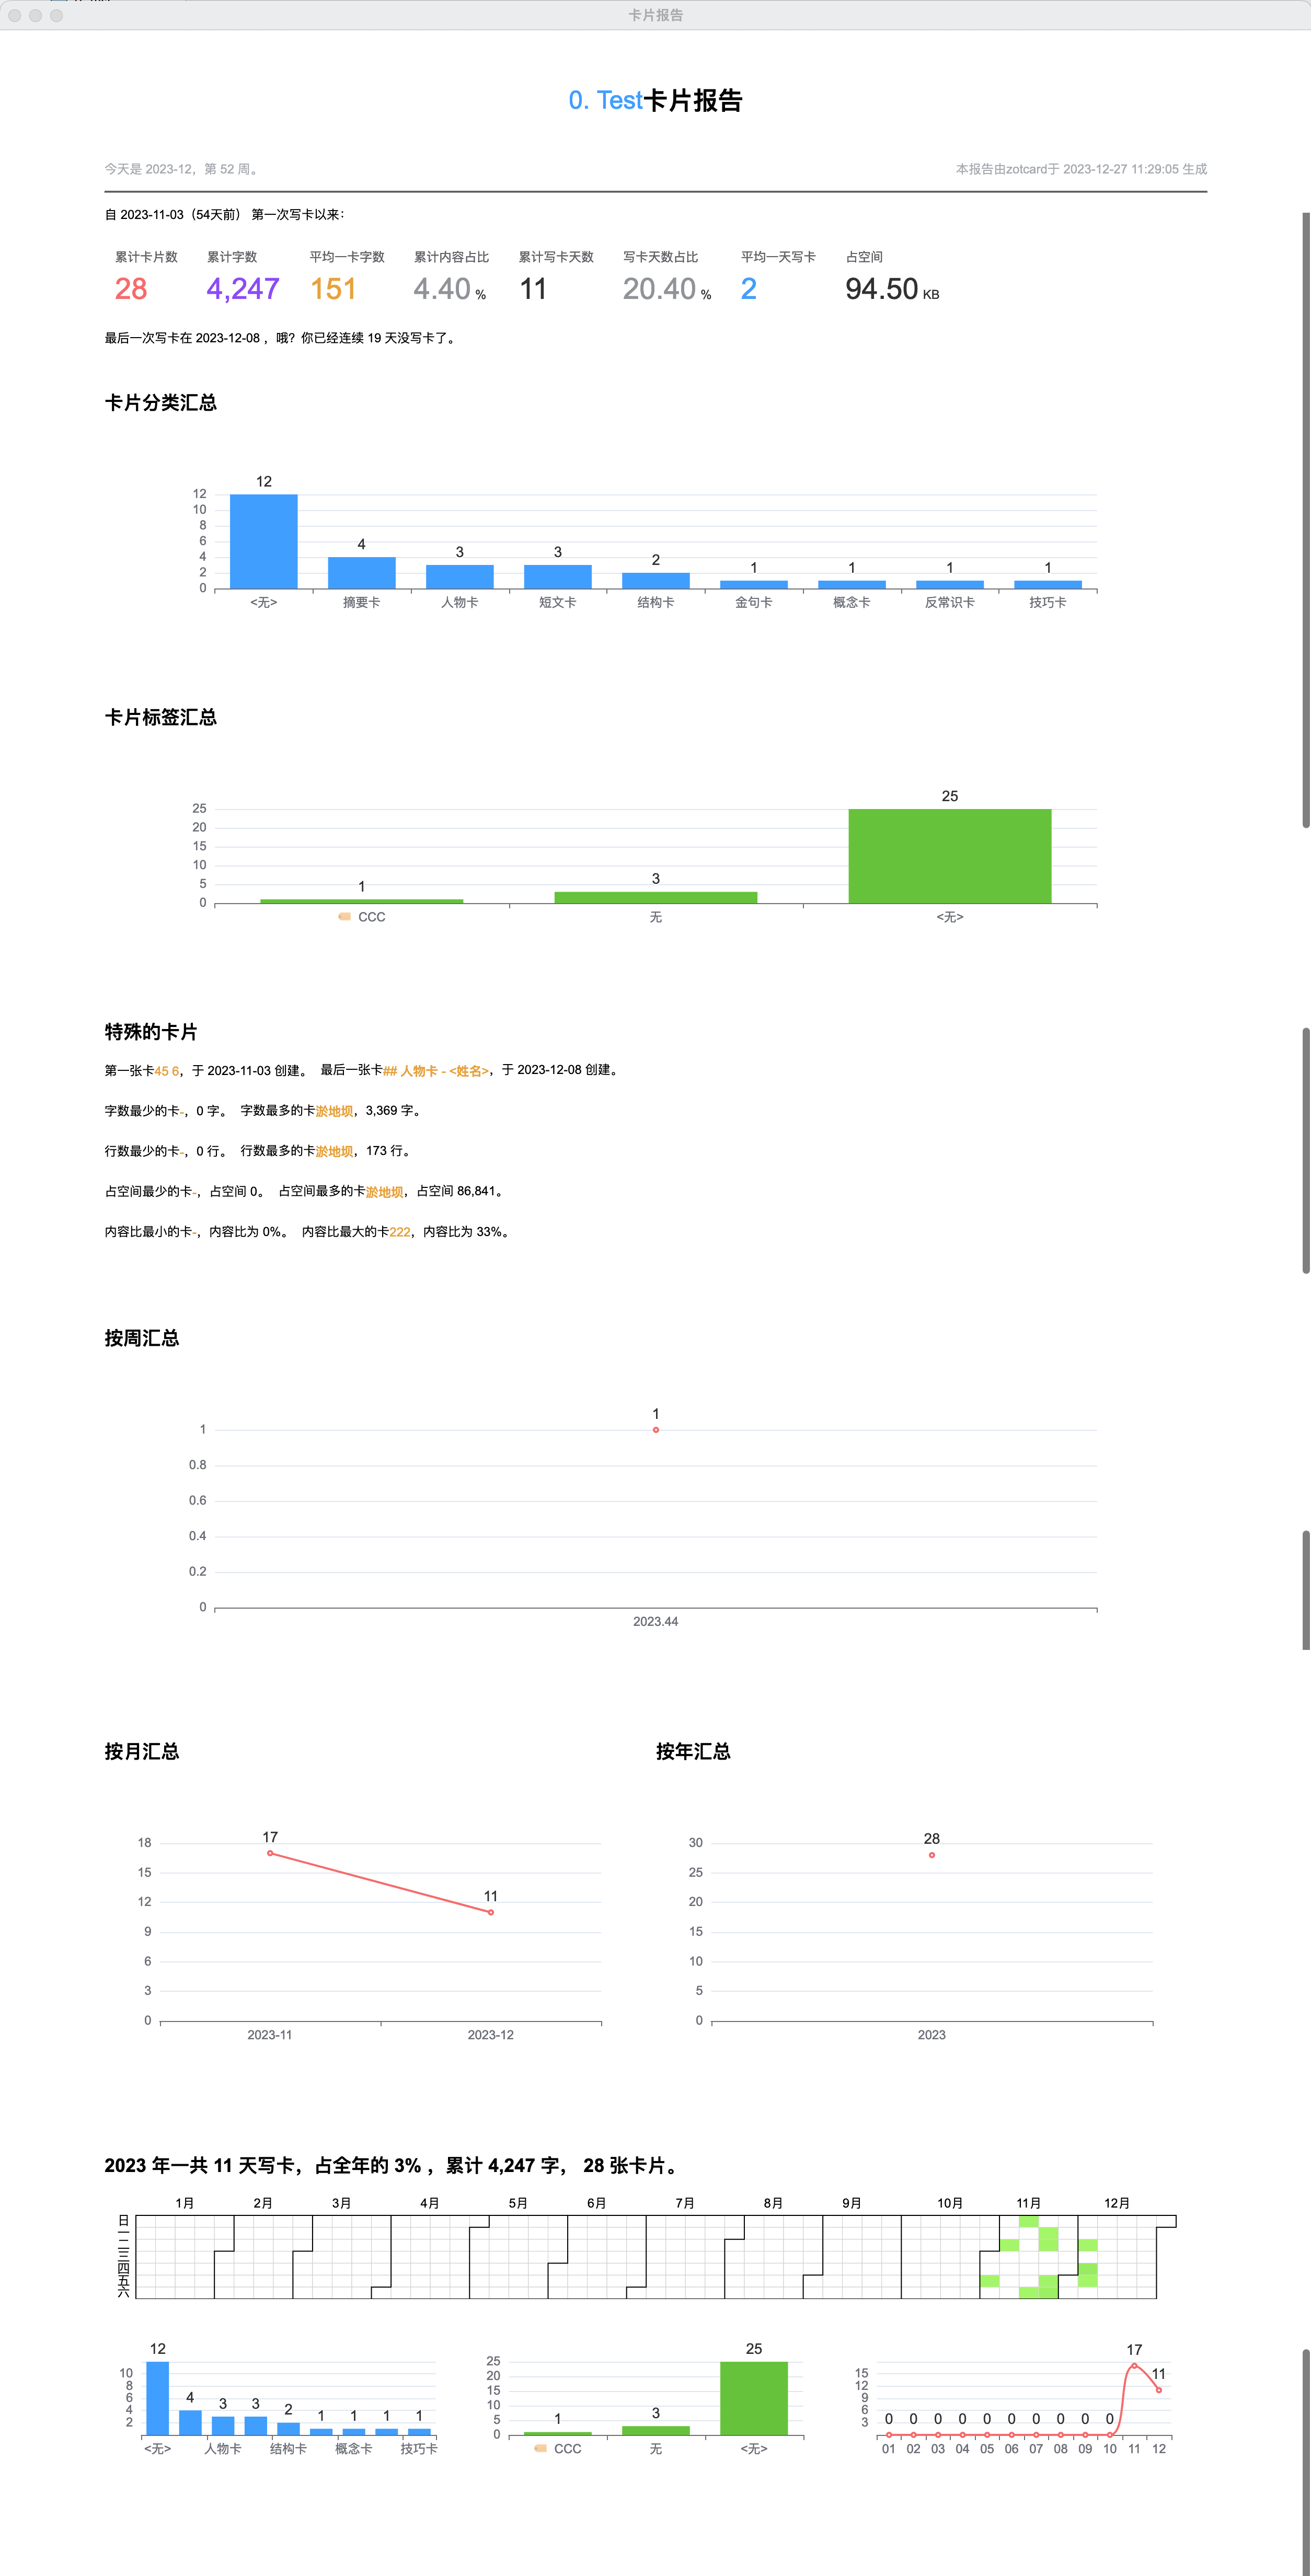 卡片报告
0. Test卡片报告
今天是 2023-12，第 52 周。
本报告由zotcard于 2023-12-27 11:29:05 生成
自 2023-11-03（54天前） 第一次写卡以来：
累计卡片数 累计字数 平均一卡字数 累计内容占比 累计写卡天数 写卡天数占比 平均一天写卡 占空间
28 4,247 151 4.40 % 11 20.40 % 2 94.50 KB
最后一次写卡在 2023-12-08 ，哦？你已经连续 19 天没写卡了。
卡片分类汇总
12
4
3
3
2
1
1
1
1
12
10
8
6
4
2
0
<无> 摘要卡 人物卡 短文卡 结构卡 金句卡 概念卡 反常识卡 技巧卡
卡片标签汇总
1
3
25
25
20
15
10
5
0
CCC 无 <无>
特殊的卡片
第一张卡45 6，于 2023-11-03 创建。 最后一张卡## 人物卡 - <姓名>，于 2023-12-08 创建。
字数最少的卡-，0 字。 字数最多的卡淤地坝，3,369 字。
行数最少的卡-，0 行。 行数最多的卡淤地坝，173 行。
占空间最少的卡-，占空间 0。 占空间最多的卡淤地坝，占空间 86,841。
内容比最小的卡-，内容比为 0%。 内容比最大的卡222，内容比为 33%。
按周汇总
1
1
0.8
0.6
0.4
0.2
0
2023.44
按月汇总
17
11
18
15
12
9
6
3
0
2023-11 2023-12
按年汇总
28
30
25
20
15
10
5
0
2023
2023 年一共 11 天写卡，占全年的 3% ，累计 4,247 字， 28 张卡片。
1月 2月 3月 4月 5月 6月 7月 8月 9月 10月 11月 12月
日
一
二
三
四
五
六
12
4
3
3
2
1
1
1
1
10
8
6
4
2
<无> 人物卡 结构卡 概念卡 技巧卡
1
3
25
25
20
15
10
5
0
CCC 无 <无>
0 0 0 0 0 0 0 0 0 0 17 11
15
12
9
6
3
01 02 03 04 05 06 07 08 09 10 11 12